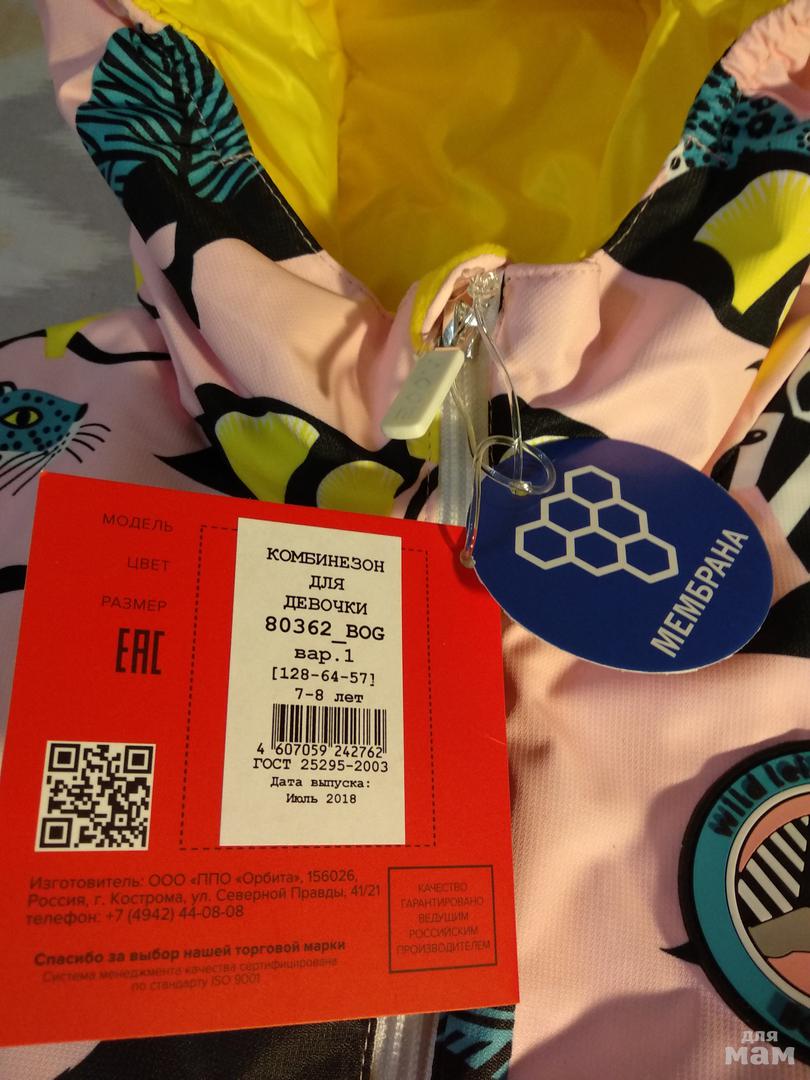 МОДЕЛЬ
ЦВЕТ
РАЗМЕР
EAC
КОМБИНЕЗОН
ДЛЯ
ДЕВОЧКИ
80362_BOG
вар.1
[128-64-57]
7-8 лет
4 607059 242762
ГОСТ 25295-2003
Дата выпуска:
Июль 2018
Изготовитель: ООО «ППО «Орбита», 156026,
Россия, г. Кострома, ул. Северной Правды, 41/21
телефон: +7 (4942) 44-08-08
Спасибо за выбор нашей торговой марки
Система менеджмента качества сертифицирована
по стандарту ISO 9001
КАЧЕСТВО
ГАРАНТИРОВАНО
ВЕДУЩИМ
РОССИЙСКИМ
ПРОИЗВОДИТЕЛЕМ
МЕМБРАНА
wild
для
мам